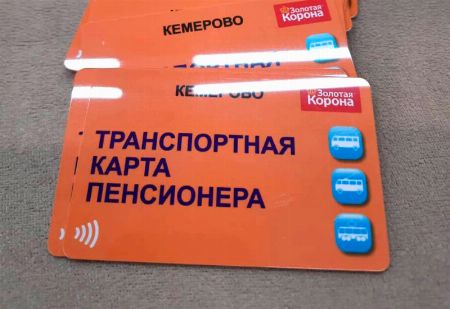 КЕМЕРОВО
Золотая
Корона
КЕМЕРОВО
Золотая
Корона
ТРАНСПОРТНАЯ
КАРТА
ПЕНСИОНЕРА